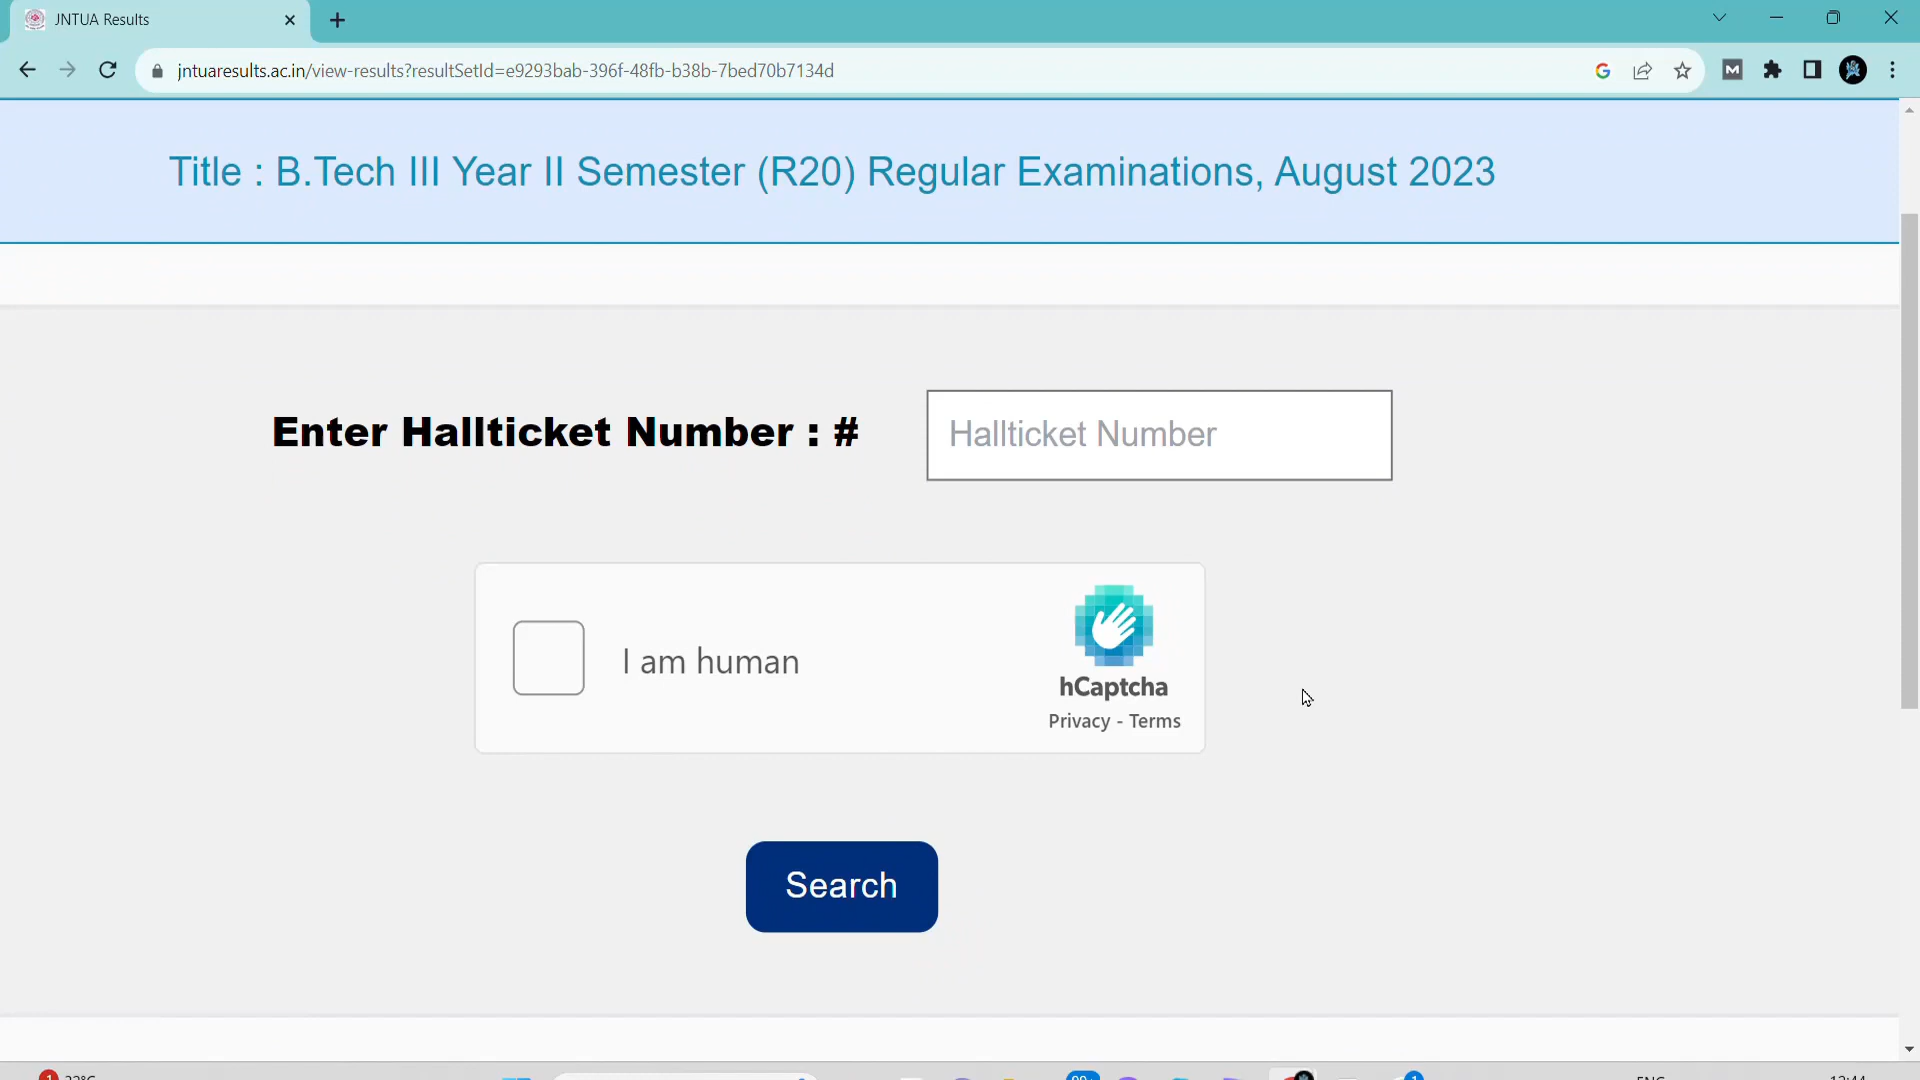 JNTUA Results
jntuaresults.ac.in/view-results?resultSetId=e9293bab-396f-48fb-b38b-7bed70b7134d
Title : B.Tech III Year II Semester (R20) Regular Examinations, August 2023
Enter Hallticket Number : #
Hallticket Number
I am human
hCaptcha
Privacy - Terms
Search